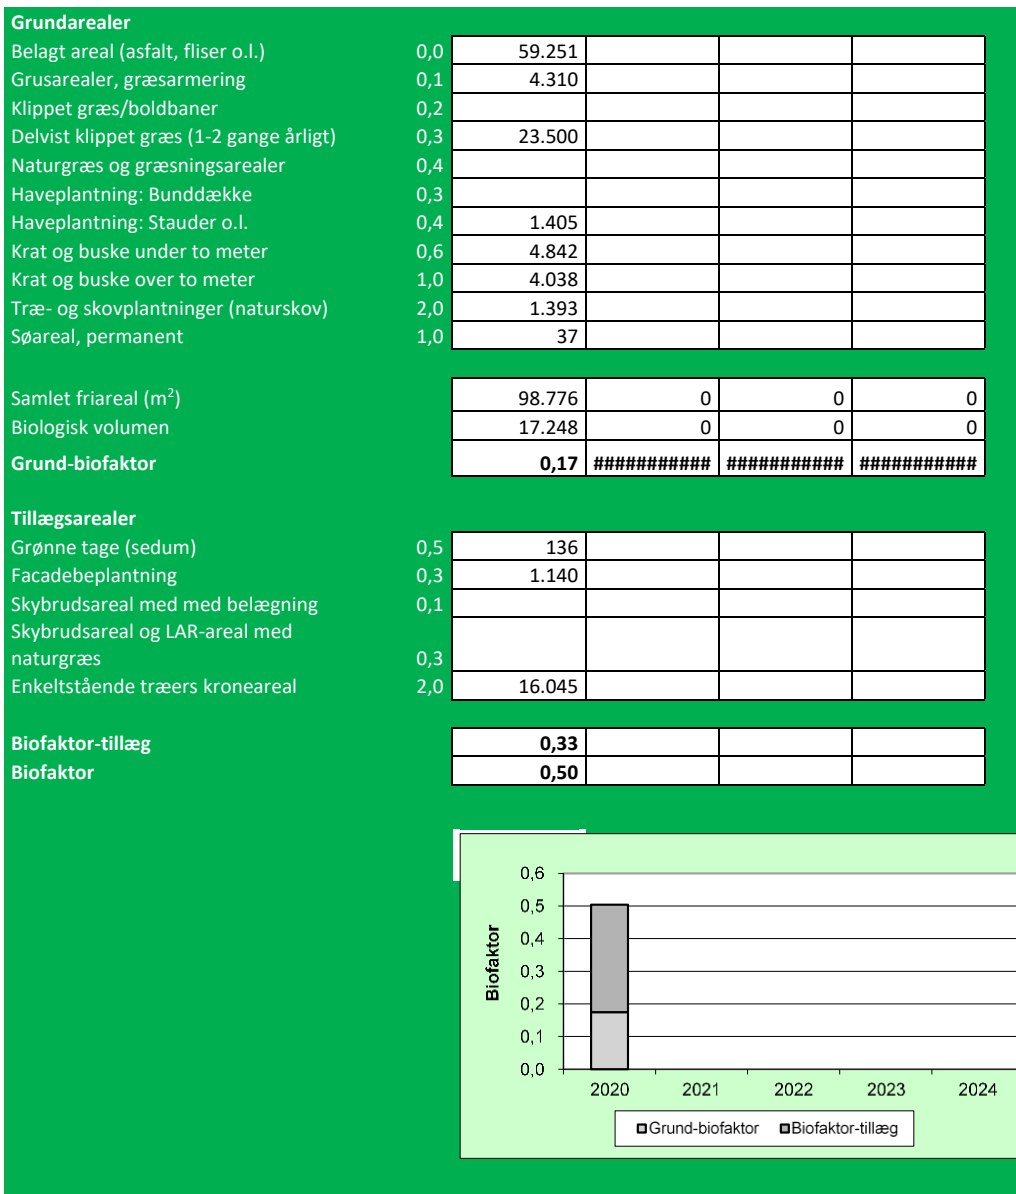 Grundarealer
Belagt areal (asfalt, fliser o.l.) 0,0 59.251
Grusarealer, græsarmering 0,1 4.310
Klippet græs/boldbaner 0,2
Delvist klippet græs (1-2 gange årligt) 0,3 23.500
Naturgræs og græsningsarealer 0,4
Haveplantning: Bunddække 0,3
Haveplantning: Stauder o.l. 0,4 1.405
Krat og buske under to meter 0,6 4.842
Krat og buske over to meter 1,0 4.038
Træ- og skovplantninger (naturskov) 2,0 1.393
Søareal, permanent 1,0 37
Samlet friareal (m²) 98.776 0 0 0
Biologisk volumen 17.248 0 0 0
Grund-biofaktor 0,17 ########### ########### ###########
Tillægsarealer
Grønne tage (sedum) 0,5 136
Facadebeplantning 0,3 1.140
Skybrudsareal med med belægning 0,1
Skybrudsareal og LAR-areal med
naturgræs 0,3
Enkeltstående træers kroneareal 2,0 16.045
Biofaktor-tillæg 0,33
Biofaktor 0,50
Biofaktor
0,6
0,5
0,4
0,3
0,2
0,1
0,0
2020 2021 2022 2023 2024
Grund-biofaktor Biofaktor-tillæg